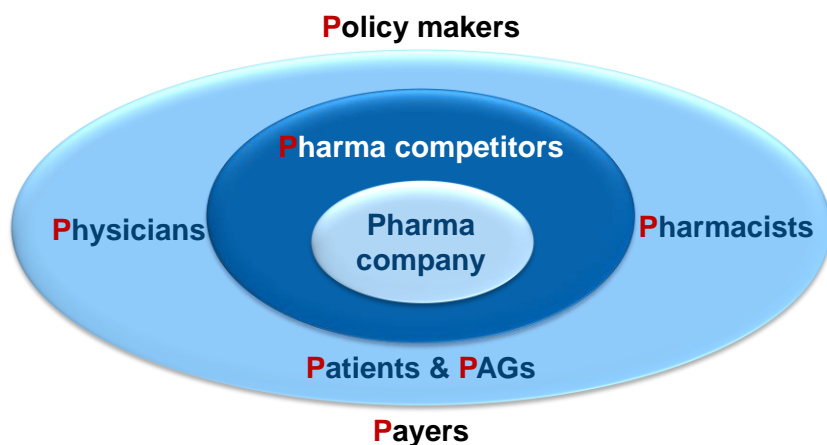 Policy makers
Pharma competitors
Physicians
Pharma
company
Pharmacists
Patients & PAGs
Payers